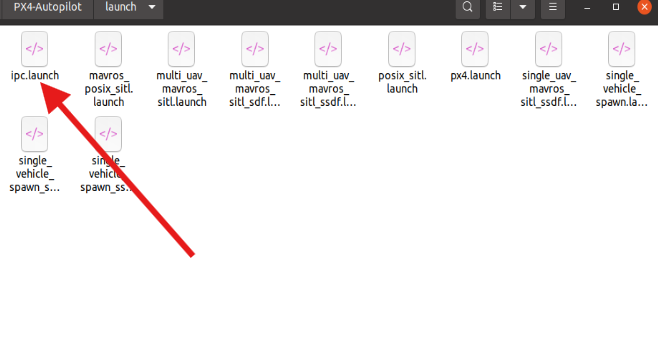 PX4-Autopilot launch
ipc.launch
mavros_
posix_sitl.
launch
multi_uav_
mavros_
sitl.launch
multi_uav_
mavros_
sitl_sdf.l…
multi_uav_
mavros_
sitl_ssdf.l…
posix_sitl.
launch
px4.launch
single_uav_
mavros_
sitl_ssdf.l…
single_
vehicle_
spawn.la…
single_
vehicle_
spawn_s…
single_
vehicle_
spawn_ss…